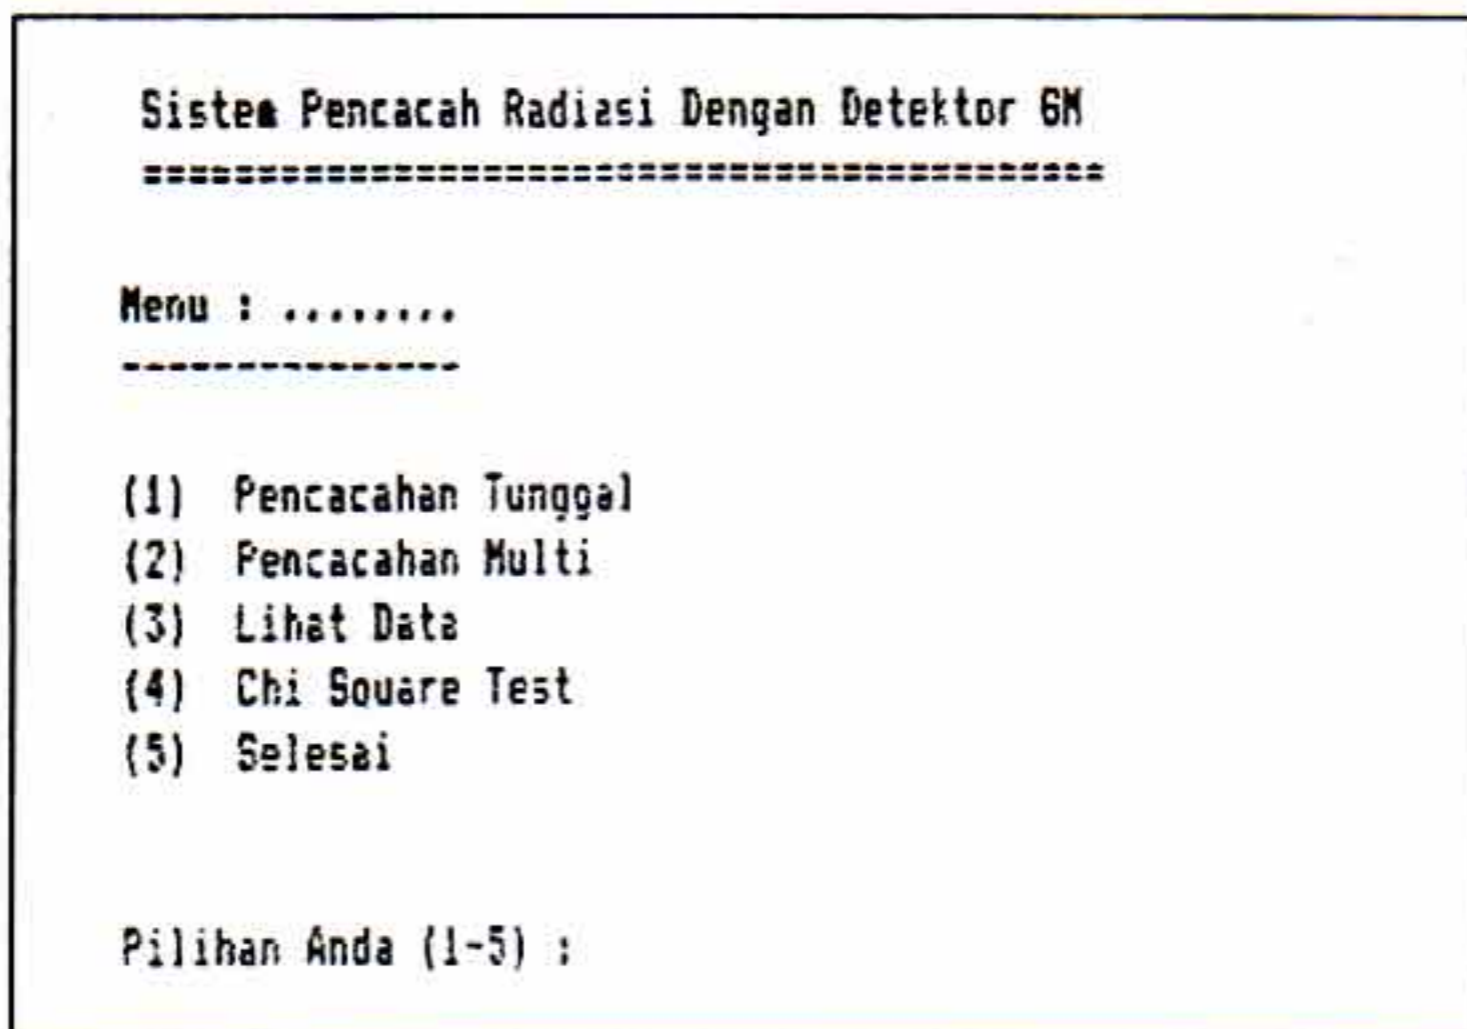 Sistem Pencacah Radiasi Dengan Detektor GM
==========================================
Menu : ........
---------------
(1) Pencacahan Tunggal
(2) Pencacahan Multi
(3) Lihat Data
(4) Chi Square Test
(5) Selesai
Pilihan Anda (1-5) :